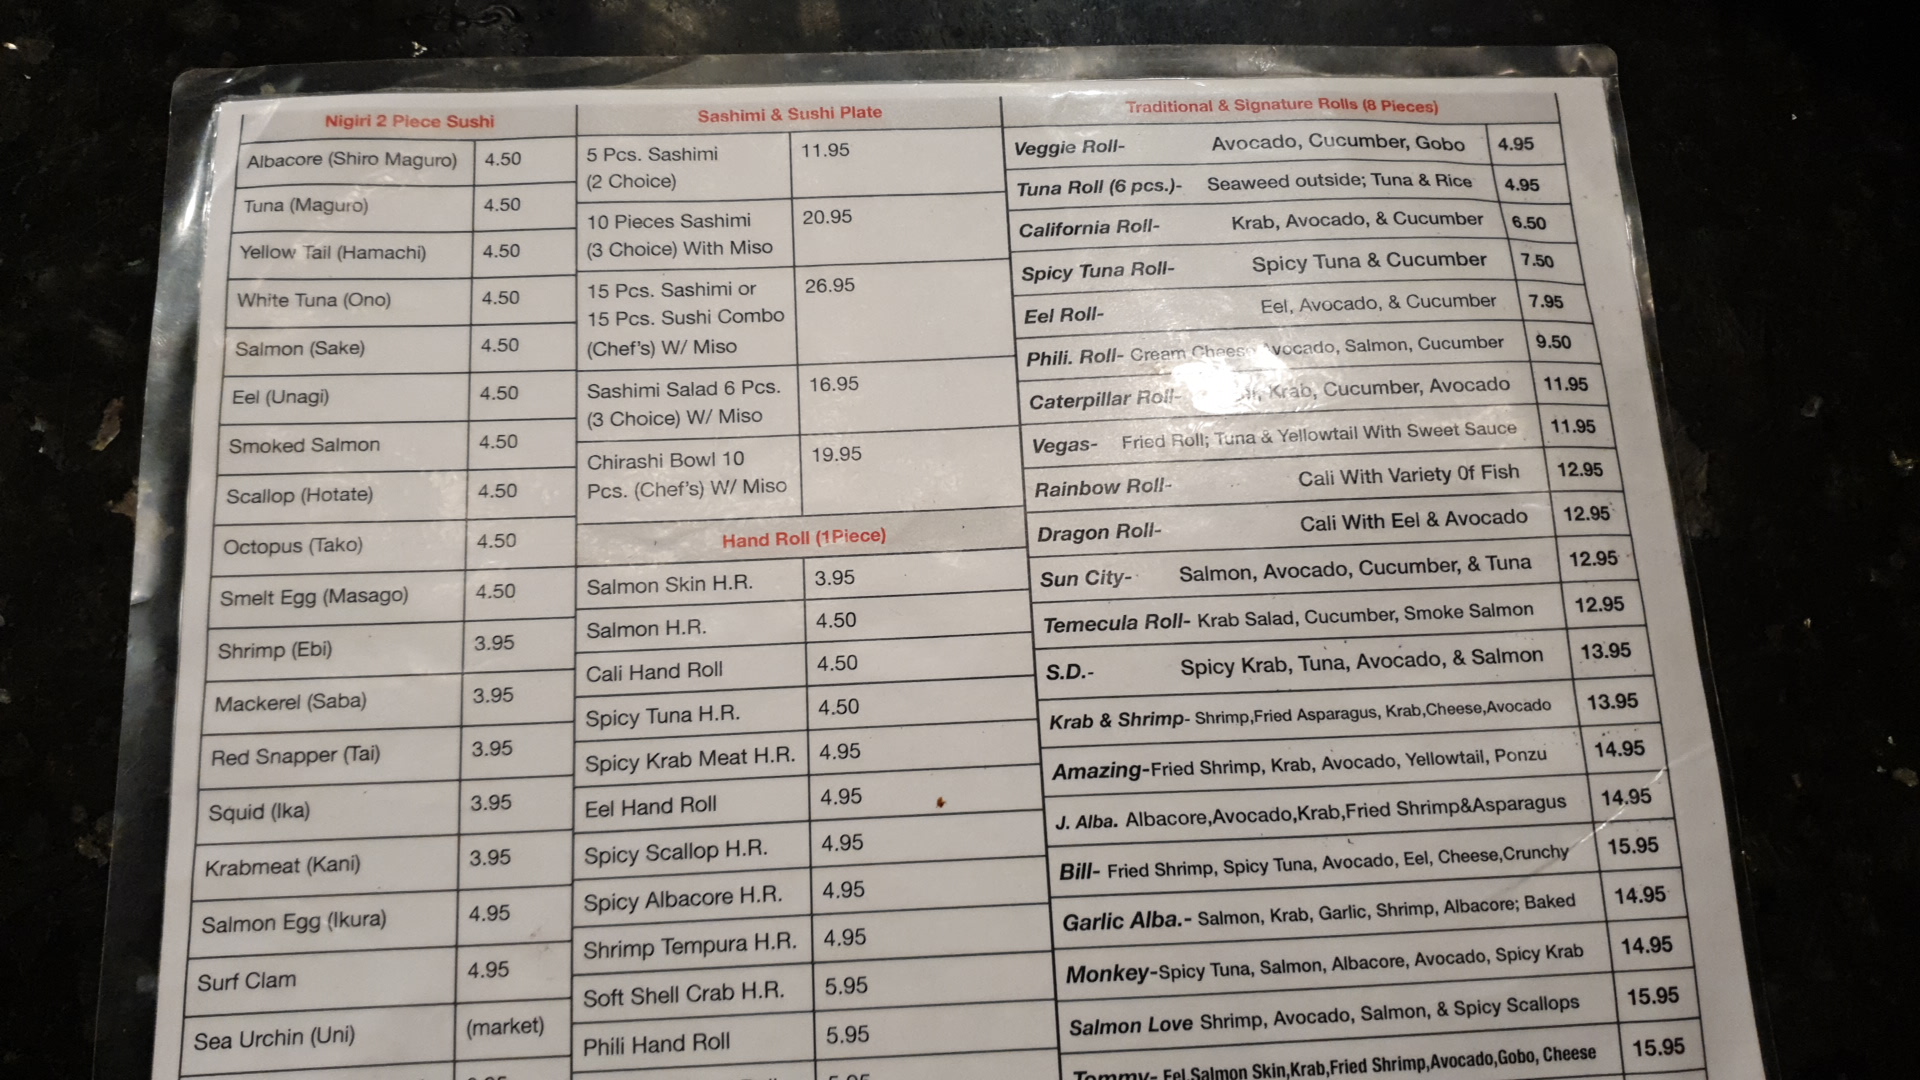 Nigiri 2 Piece Sushi
Albacore (Shiro Maguro) 4.50
Tuna (Maguro) 4.50
Yellow Tail (Hamachi) 4.50
White Tuna (Ono) 4.50
Salmon (Sake) 4.50
Eel (Unagi) 4.50
Smoked Salmon 4.50
Scallop (Hotate) 4.50
Octopus (Tako) 4.50
Smelt Egg (Masago) 4.50
Shrimp (Ebi) 3.95
Mackerel (Saba) 3.95
Red Snapper (Tai) 3.95
Squid (Ika) 3.95
Krabmeat (Kani) 3.95
Salmon Egg (Ikura) 4.95
Surf Clam 4.95
Sea Urchin (Uni) (market)
Sashimi & Sushi Plate
5 Pcs. Sashimi 11.95
(2 Choice)
10 Pieces Sashimi 20.95
(3 Choice) With Miso
15 Pcs. Sashimi or 26.95
15 Pcs. Sushi Combo
(Chef's) W/ Miso
Sashimi Salad 6 Pcs. 16.95
(3 Choice) W/ Miso
Chirashi Bowl 10 19.95
Pcs. (Chef's) W/ Miso
Hand Roll (1Piece)
Salmon Skin H.R. 3.95
Salmon H.R. 4.50
Cali Hand Roll 4.50
Spicy Tuna H.R. 4.50
Spicy Krab Meat H.R. 4.95
Eel Hand Roll 4.95
Spicy Scallop H.R. 4.95
Spicy Albacore H.R. 4.95
Shrimp Tempura H.R. 4.95
Soft Shell Crab H.R. 5.95
Phili Hand Roll 5.95
Traditional & Signature Rolls (8 Pieces)
Veggie Roll- Avocado, Cucumber, Gobo 4.95
Tuna Roll (6 pcs.)- Seaweed outside; Tuna & Rice 4.95
California Roll- Krab, Avocado, & Cucumber 6.50
Spicy Tuna Roll- Spicy Tuna & Cucumber 7.50
Eel Roll- Eel, Avocado, & Cucumber 7.95
Phili. Roll- Cream Cheese Avocado, Salmon, Cucumber 9.50
Caterpillar Roll- Krab, Cucumber, Avocado 11.95
Vegas- Fried Roll; Tuna & Yellowtail With Sweet Sauce 11.95
Rainbow Roll- Cali With Variety 0f Fish 12.95
Dragon Roll- Cali With Eel & Avocado 12.95
Sun City- Salmon, Avocado, Cucumber, & Tuna 12.95
Temecula Roll- Krab Salad, Cucumber, Smoke Salmon 12.95
S.D.- Spicy Krab, Tuna, Avocado, & Salmon 13.95
Krab & Shrimp- Shrimp,Fried Asparagus, Krab,Cheese,Avocado 13.95
Amazing-Fried Shrimp, Krab, Avocado, Yellowtail, Ponzu 14.95
J. Alba. Albacore,Avocado,Krab,Fried Shrimp&Asparagus 14.95
Bill- Fried Shrimp, Spicy Tuna, Avocado, Eel, Cheese,Crunchy 15.95
Garlic Alba.- Salmon, Krab, Garlic, Shrimp, Albacore; Baked 14.95
Monkey-Spicy Tuna, Salmon, Albacore, Avocado, Spicy Krab 14.95
Salmon Love Shrimp, Avocado, Salmon, & Spicy Scallops 15.95
Tommy- Eel,Salmon Skin,Krab,Fried Shrimp,Avocado,Gobo, Cheese 15.95